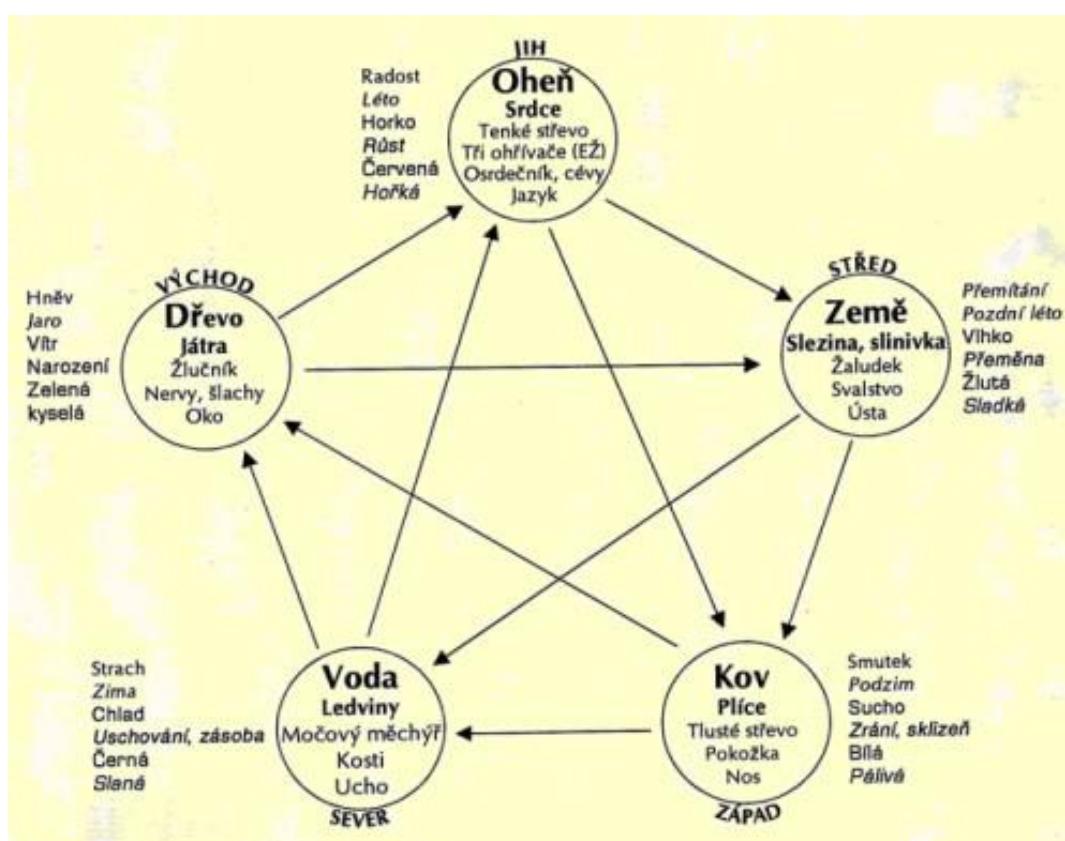 JIH
Oheň
Srdce
Tenké střevo
Tři ohřívače (EŽ)
Osrdečník, cévy
Jazyk
Radost
Léto
Horko
Růst
Červená
Hořká
VÝCHOD
Dřevo
Játra
Žlučník
Nervy, šlachy
Oko
Hněv
Jaro
Vítr
Narození
Zelená
kyselá
STŘED
Země
Slezina, slinivka
Žaludek
Svalstvo
Ústa
Přemítání
Pozdní léto
Vlhko
Přeměna
Žlutá
Sladká
Strach
Zima
Chlad
Uschování, zásoba
Černá
Slaná
Voda
Ledviny
Močový měchýř
Kosti
Ucho
SEVER
Kov
Plíce
Tlusté střevo
Pokožka
Nos
ZÁPAD
Smutek
Podzim
Sucho
Zrání, sklizeň
Bílá
Pálivá